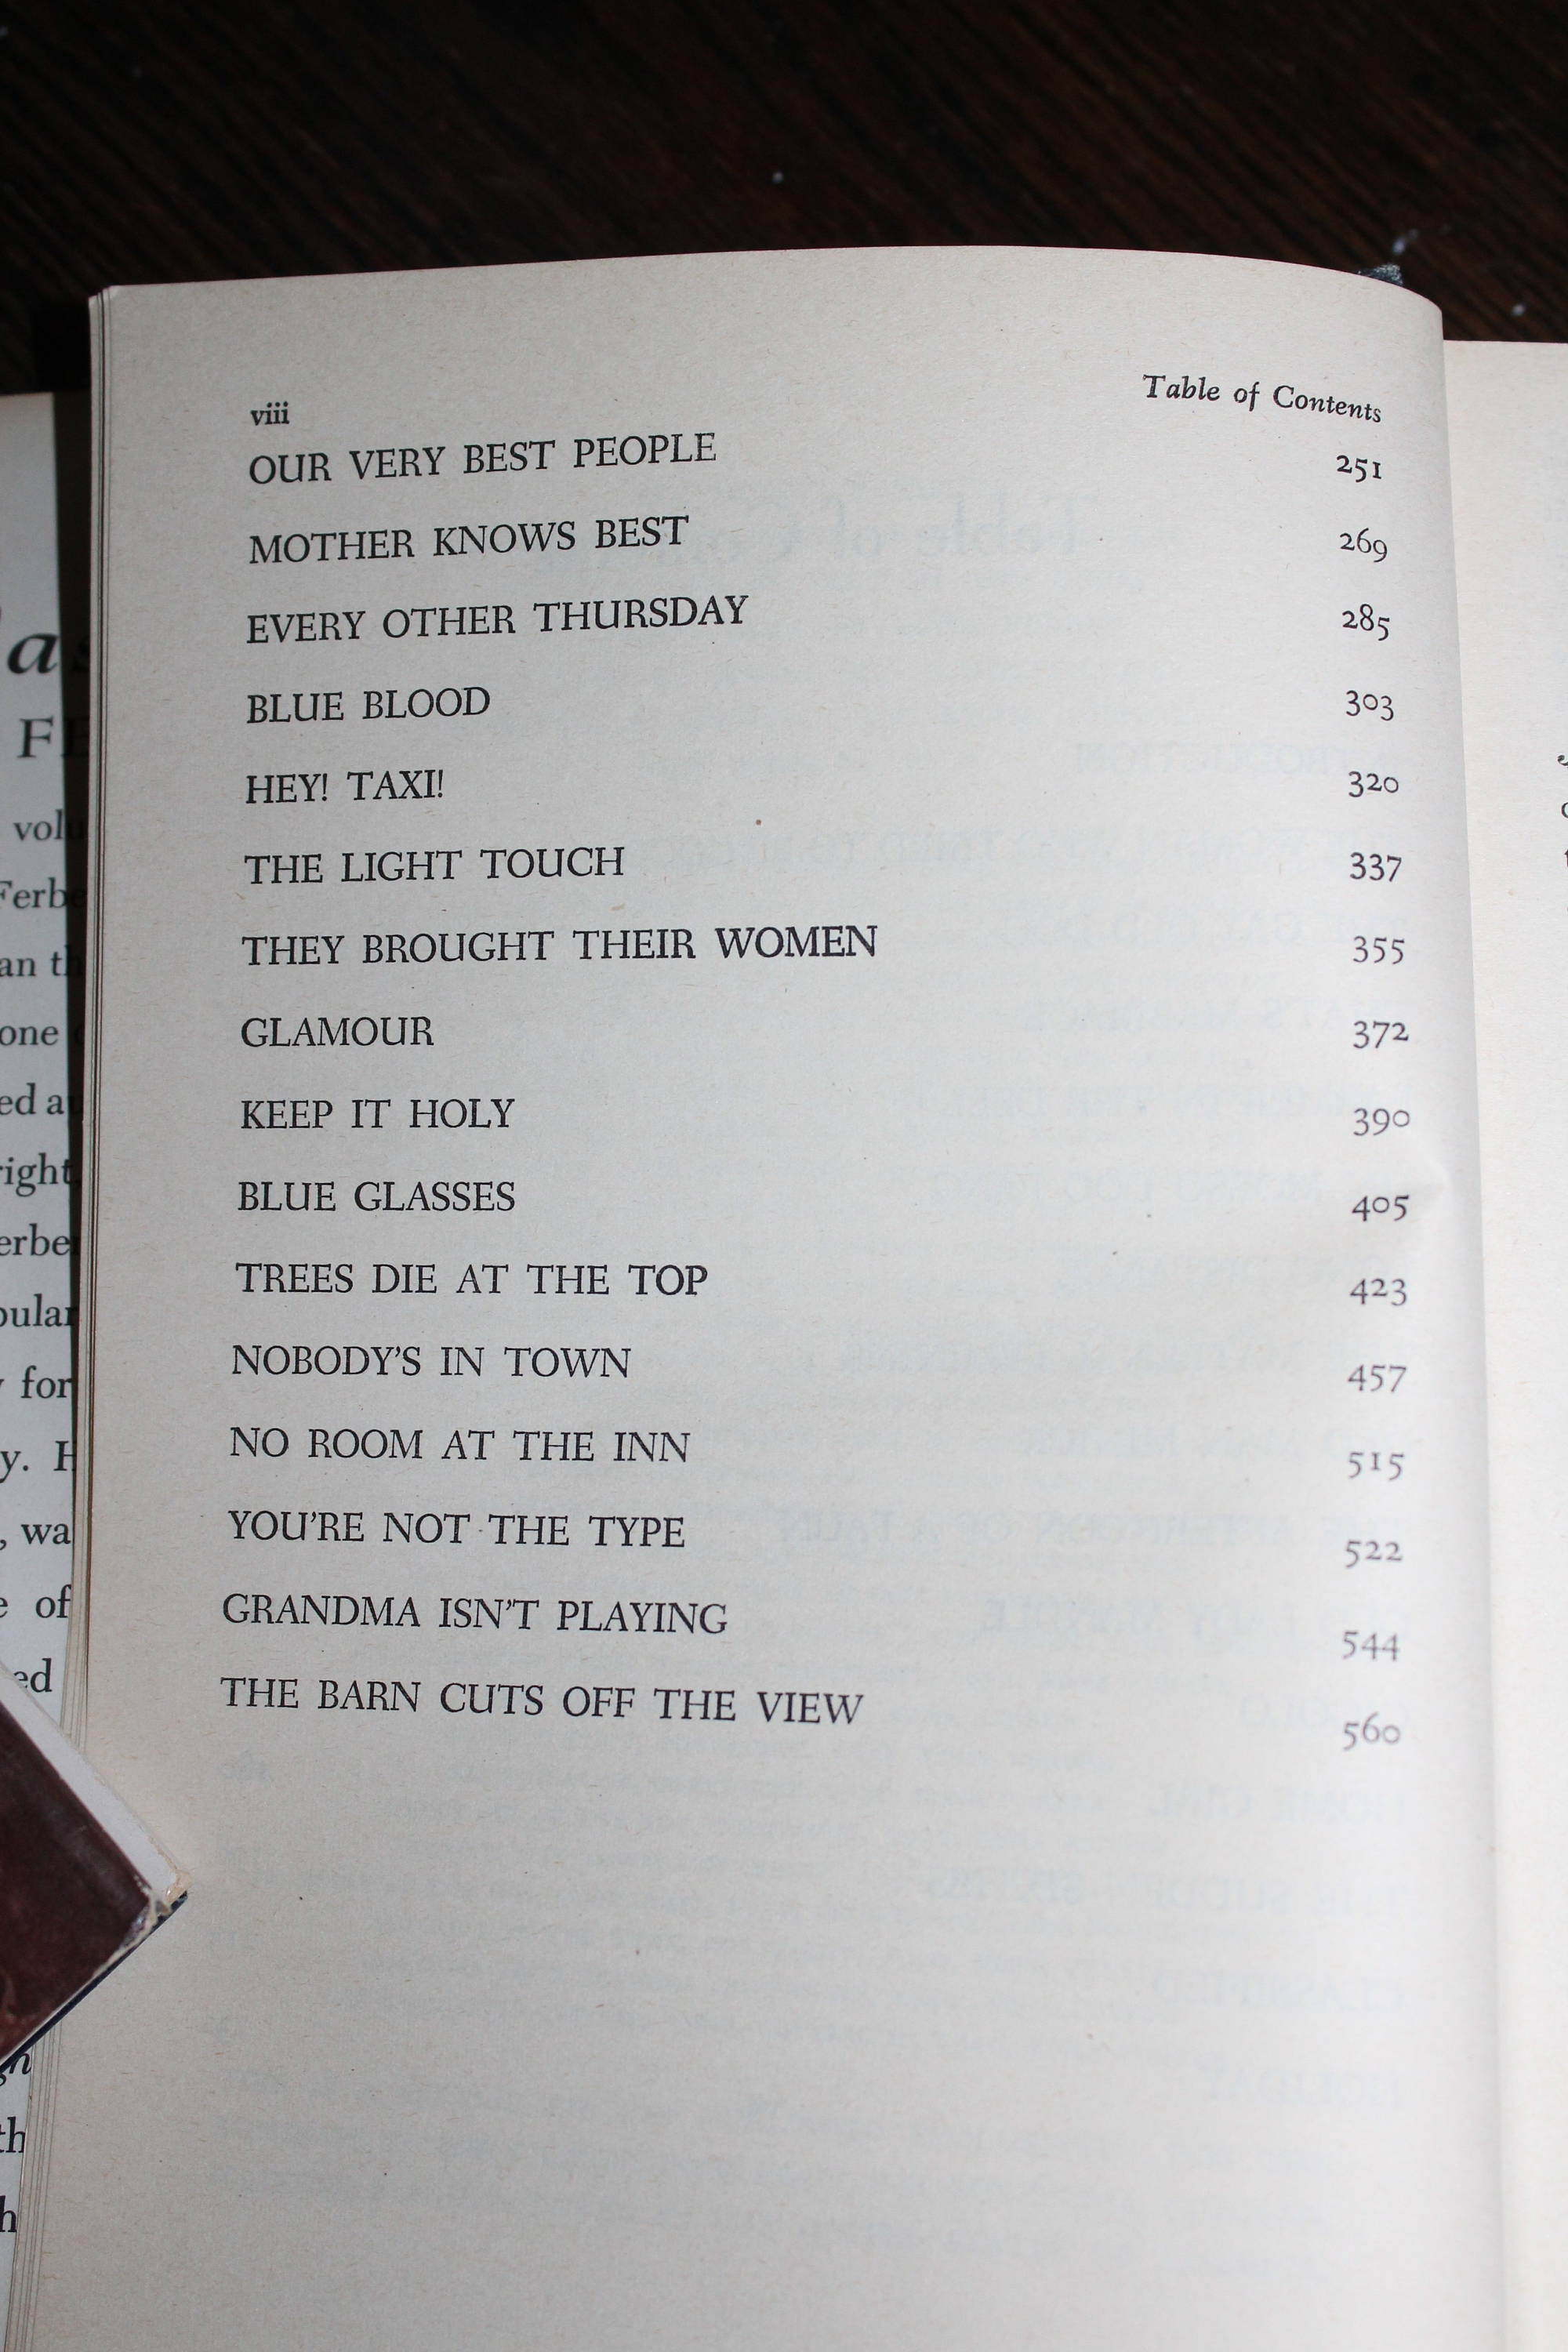 viii Table of Contents
OUR VERY BEST PEOPLE 251
MOTHER KNOWS BEST 269
EVERY OTHER THURSDAY 285
BLUE BLOOD 303
HEY! TAXI! 320
THE LIGHT TOUCH 337
THEY BROUGHT THEIR WOMEN 355
GLAMOUR 372
KEEP IT HOLY 390
BLUE GLASSES 405
TREES DIE AT THE TOP 423
NOBODY'S IN TOWN 457
NO ROOM AT THE INN 515
YOU'RE NOT THE TYPE 522
GRANDMA ISN'T PLAYING 544
THE BARN CUTS OFF THE VIEW 560